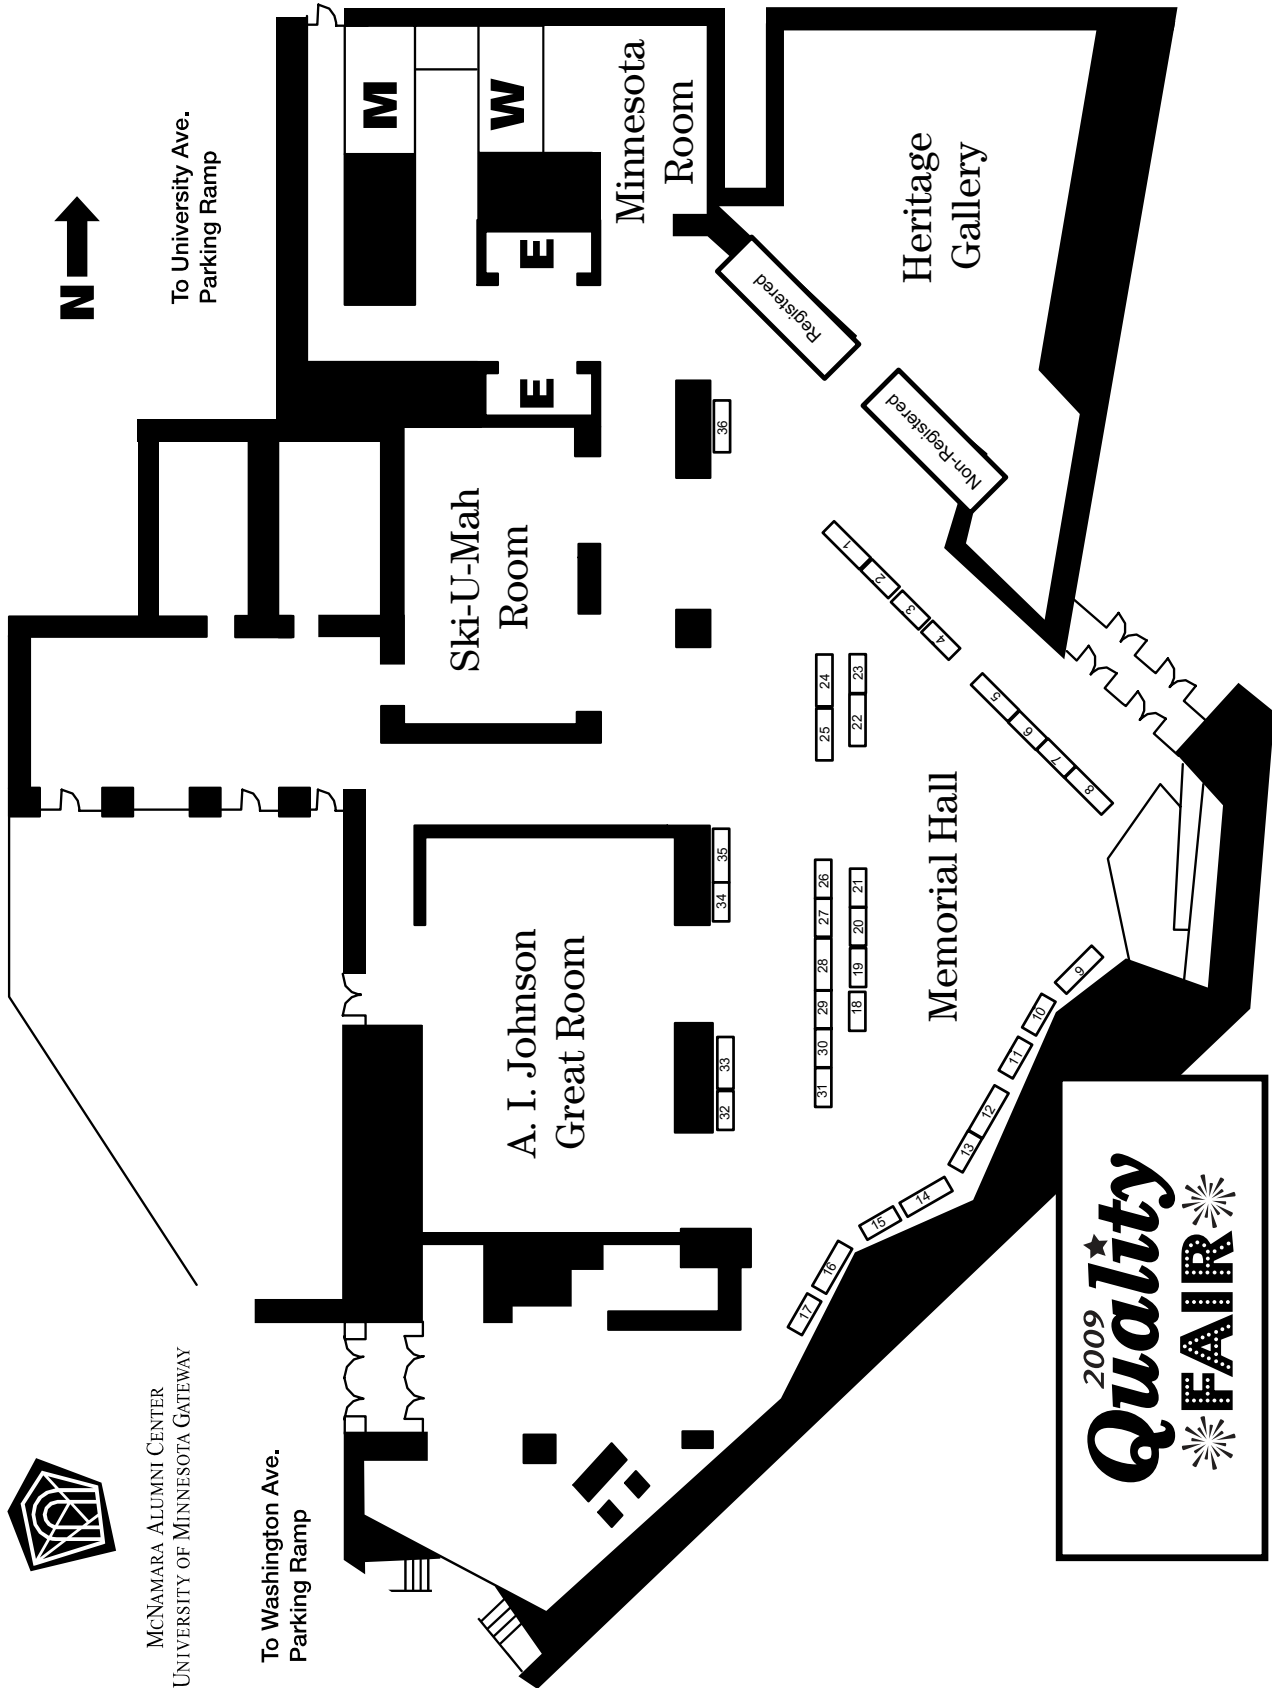 McNamara Alumni Center
University of Minnesota Gateway
To Washington Ave.
Parking Ramp
To University Ave.
Parking Ramp
N
M
W
E
E
Minnesota
Room
Heritage
Gallery
Ski-U-Mah
Room
A. I. Johnson
Great Room
Memorial Hall
Registered
Non-Registered
1
2
3
4
5
6
7
8
9
10
11
12
13
14
15
16
17
18
19
20
21
22
23
24
25
26
27
28
29
30
31
32
33
34
35
36
2009
Quality
FAIR